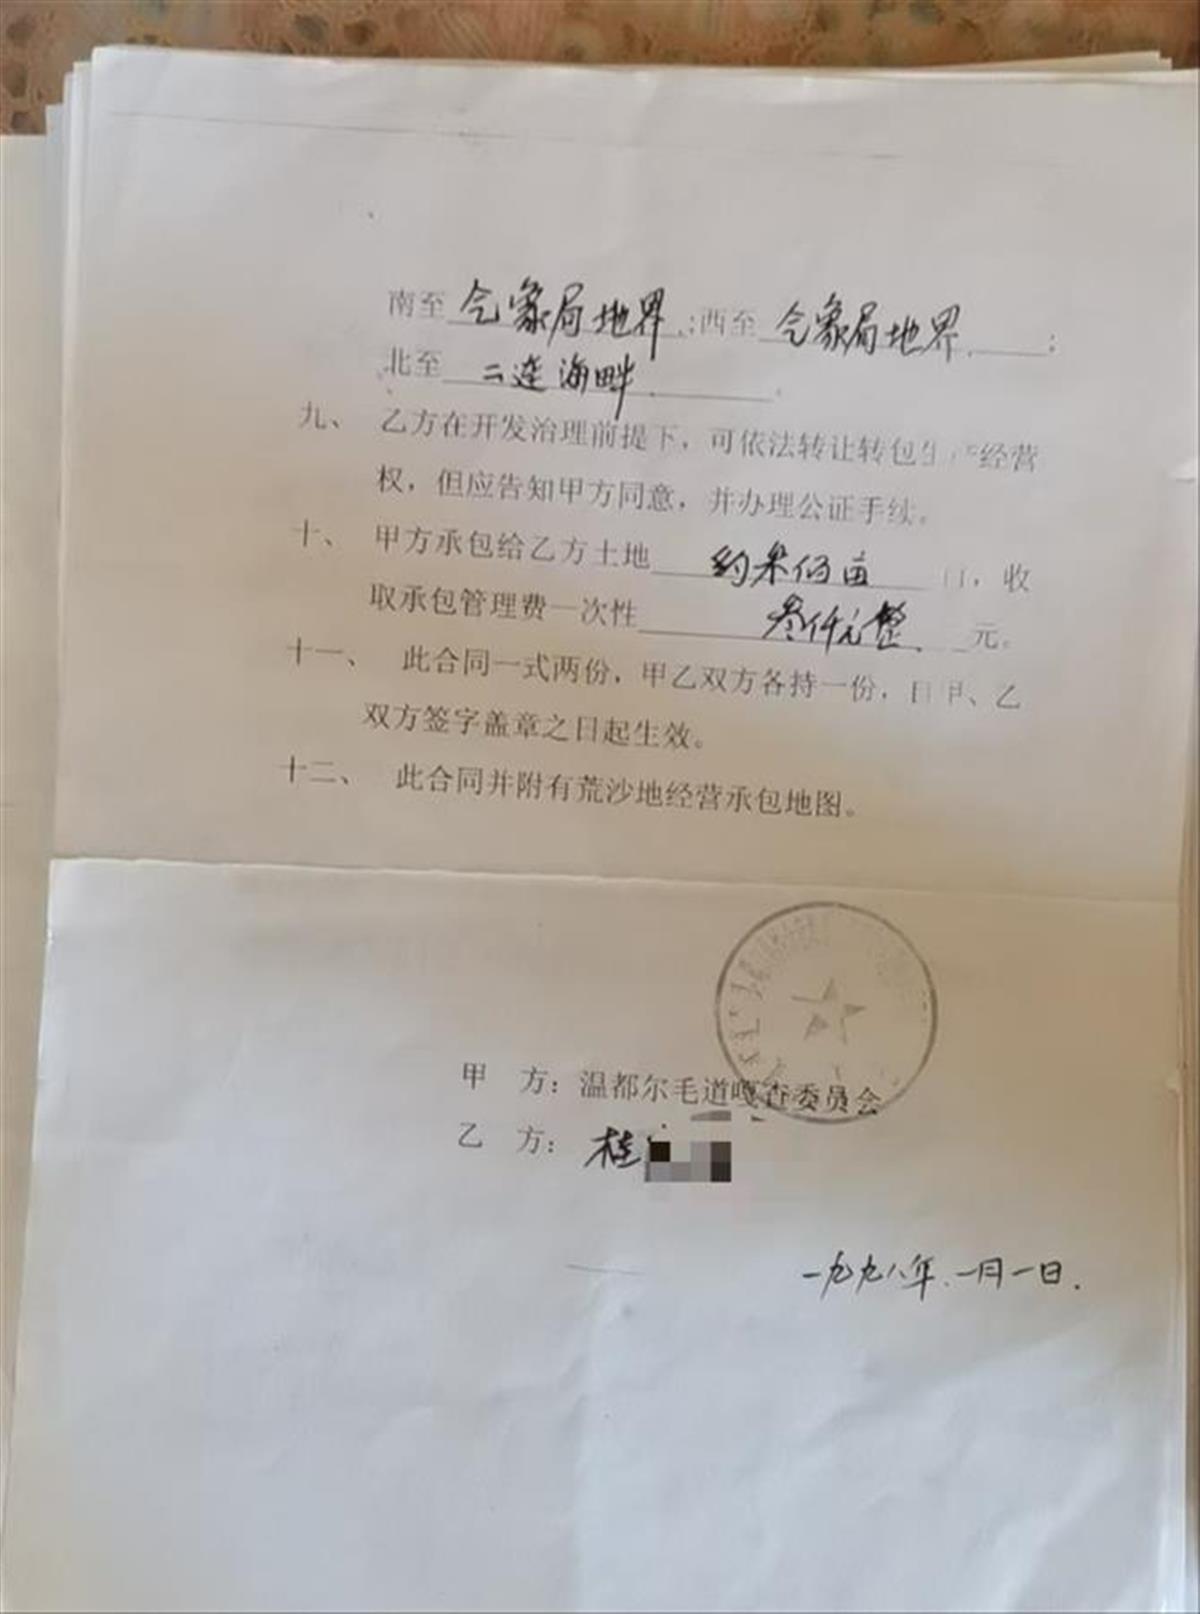 南至气象局地界.;西至气象局地界.;
北至二连海畔.
九、 乙方在开发治理前提下，可依法转让转包生产经营
权，但应告知甲方同意，并办理公证手续。
十、 甲方承包给乙方土地 约 佰亩 ，收
取承包管理费一次性 叁仟元整. 元。
十一、 此合同一式两份，甲乙双方各持一份，自甲、乙
双方签字盖章之日起生效。
十二、 此合同并附有荒沙地经营承包地图。
甲 方：温都尔毛道嘎查委员会
乙 方：桂
一九九八年.一月一日.